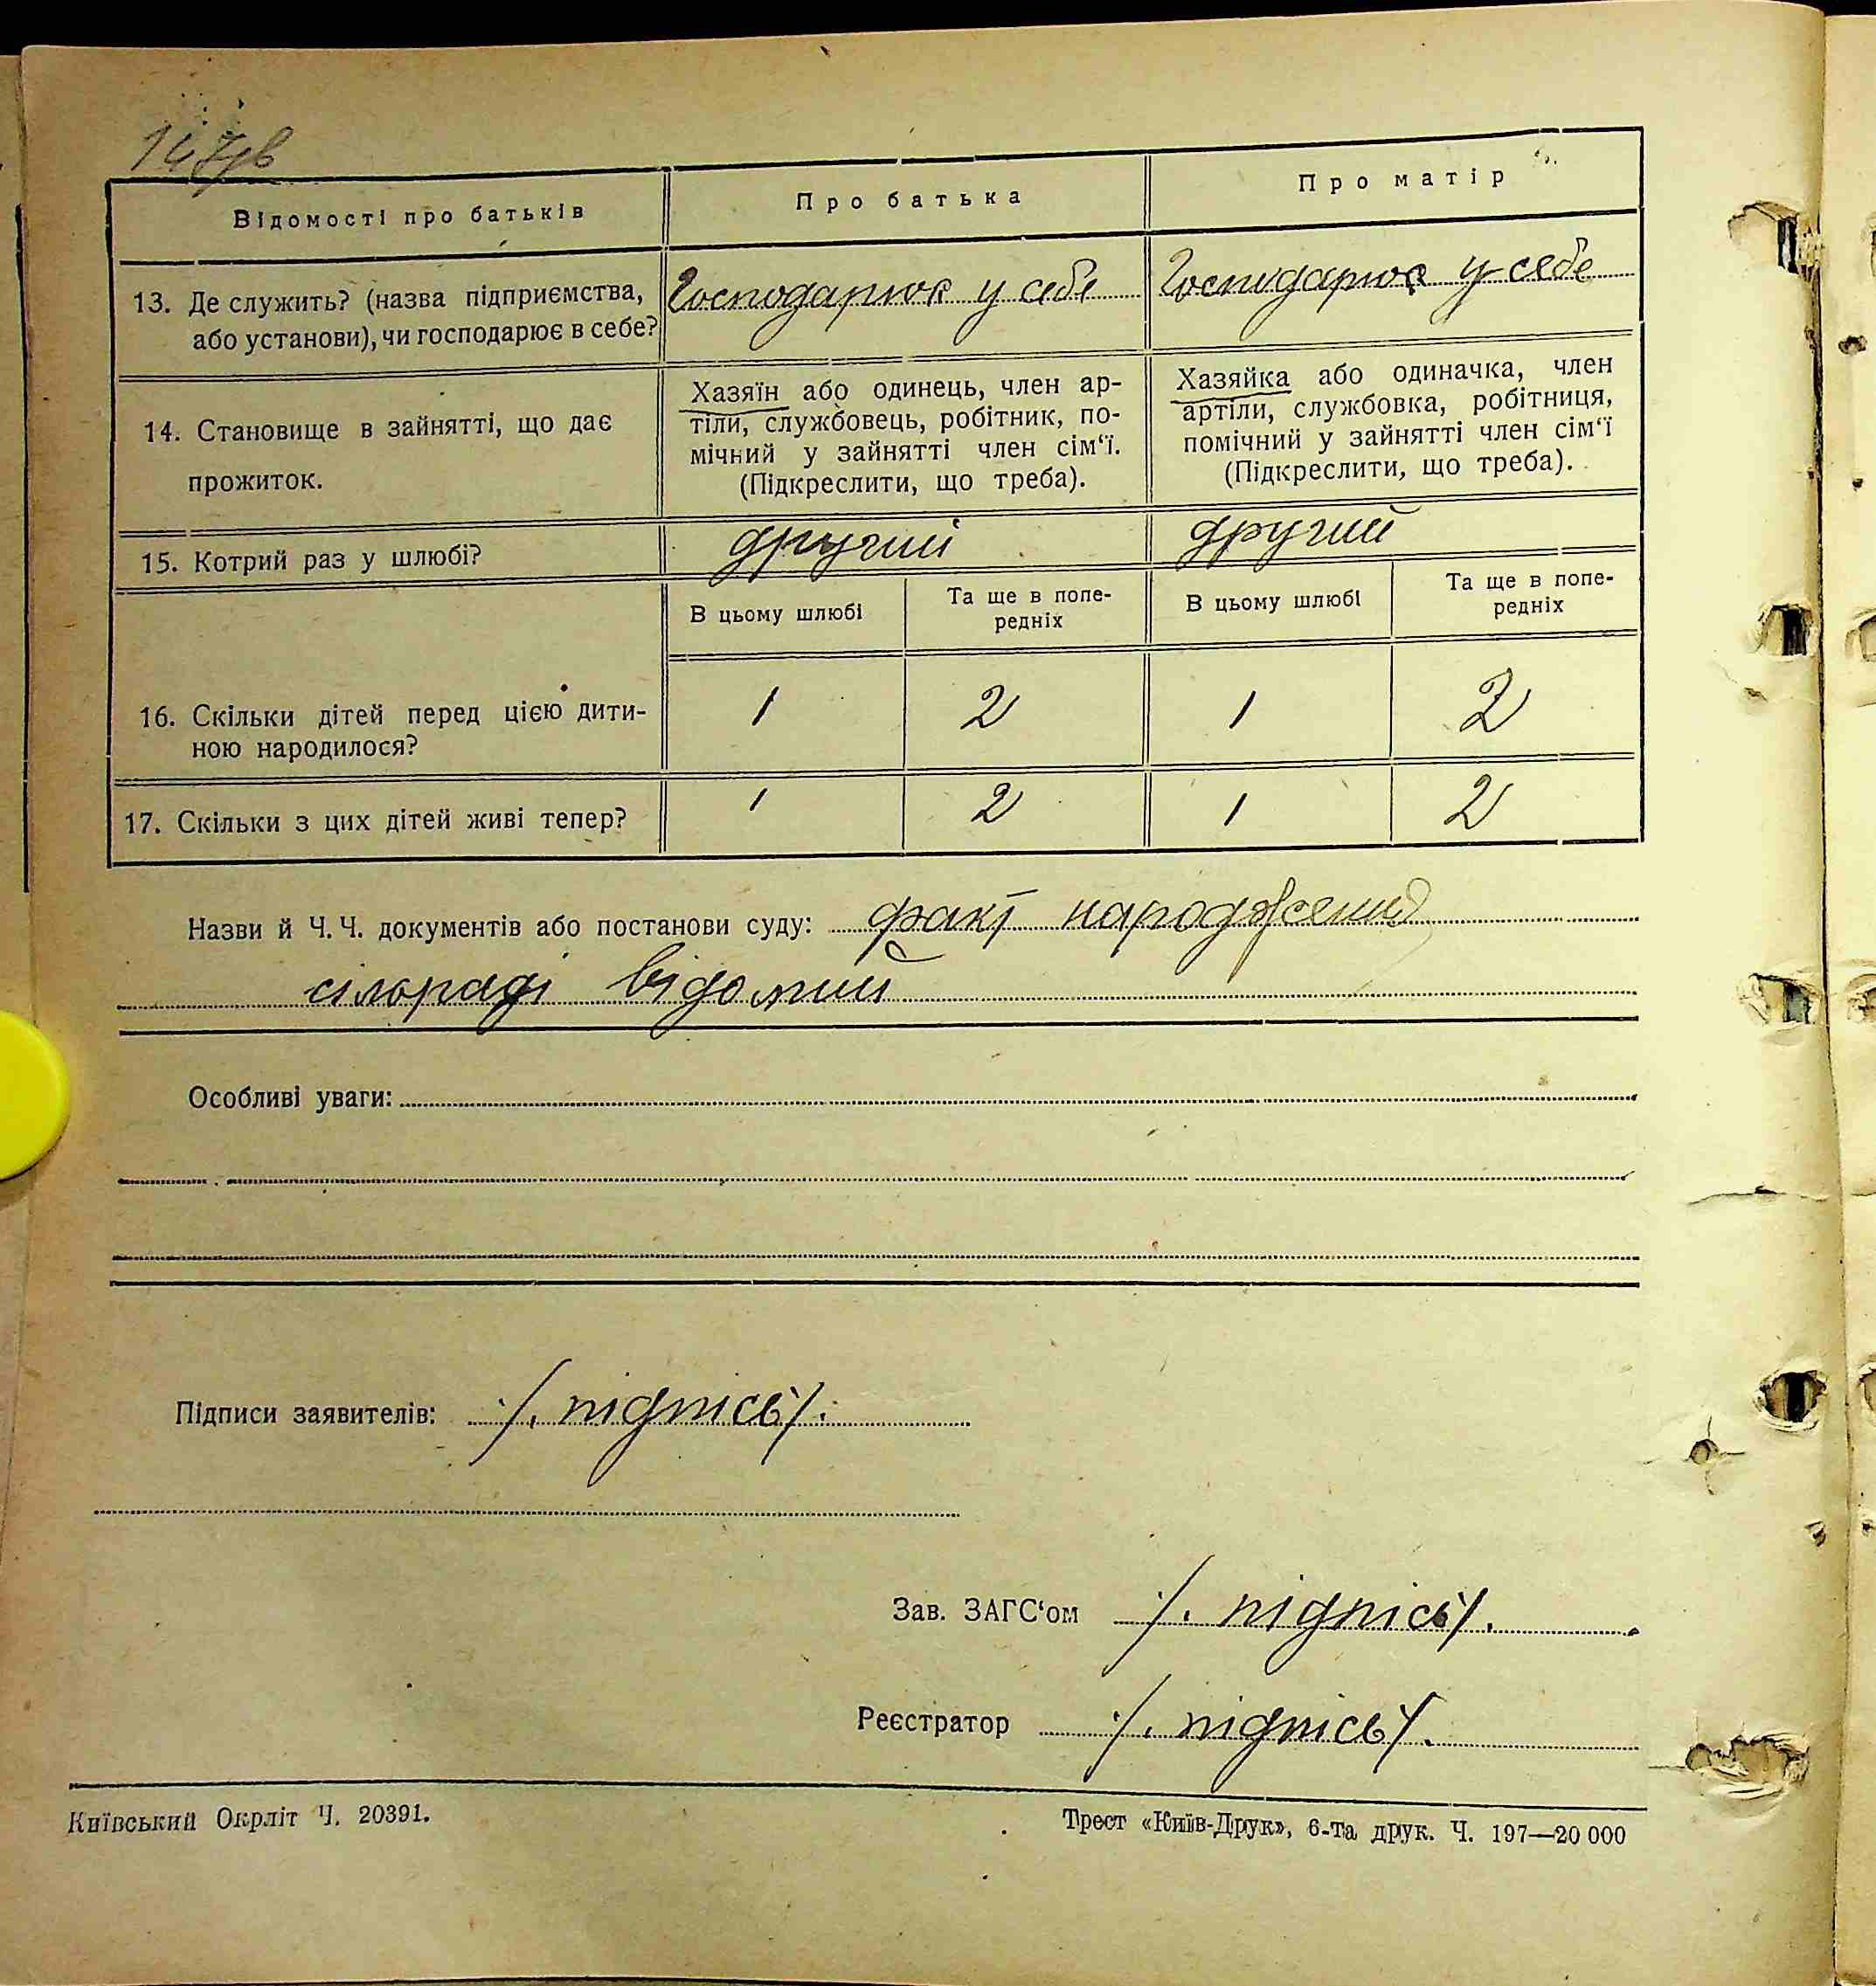 147зв
Відомості про батьків
Про батька
Про матір
13. Де служить? (назва підприємства,
або установи), чи господарює в себе?
Господарює у себе
Господарює у себе
14. Становище в зайнятті, що дає
прожиток.
Хазяїн або одинець, член ар-
тіли, службовець, робітник, по-
мічний у зайнятті член сім‘ї.
(Підкреслити, що треба).
Хазяйка або одиначка, член
артіли, службовка, робітниця,
помічний у зайнятті член сім‘ї
(Підкреслити, що треба).
15. Котрий раз у шлюбі?
другий
другий
В цьому шлюбі
Та ще в попе-
редніх
В цьому шлюбі
Та ще в попе-
редніх
16. Скільки дітей перед цією дити-
ною народилося?
1 2 1 2
17. Скільки з цих дітей живі тепер?
1 2 1 2
Назви й Ч. Ч. документів або постанови суду: факт народження
сільраді відомий
Особливі уваги:
Підписи заявителів: /. підпісь/.
Зав. ЗАГС‘ом /. підпісь/.
Реєстратор /. підпісь/.
Київський Окрліт Ч. 20391.
Трест «Київ-Друк», 6-та друк. Ч. 197—20 000